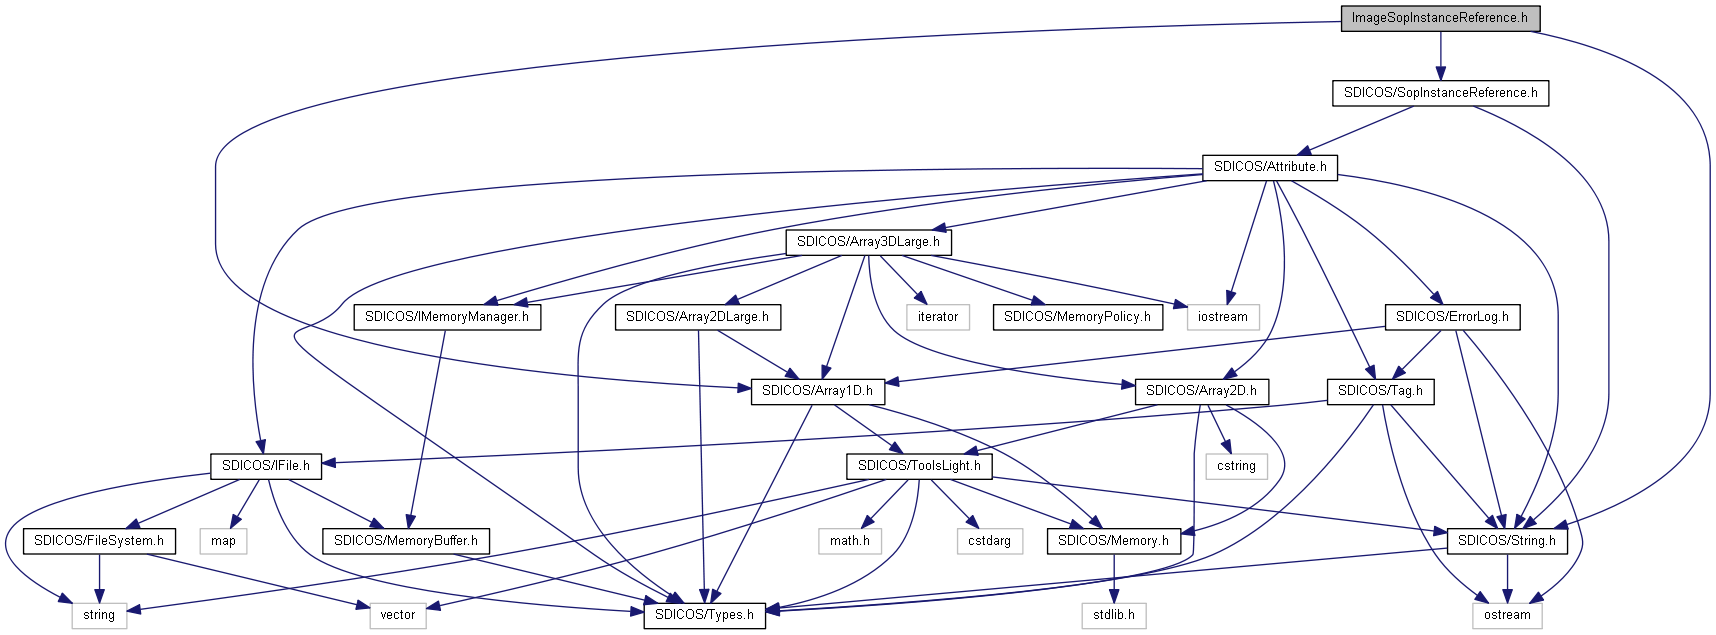 ImageSopInstanceReference.h
SDICOS/SopInstanceReference.h
SDICOS/Attribute.h
SDICOS/Array3DLarge.h
SDICOS/IMemoryManager.h
SDICOS/Array2DLarge.h
iterator
SDICOS/MemoryPolicy.h
iostream
SDICOS/ErrorLog.h
SDICOS/Array1D.h
SDICOS/Array2D.h
SDICOS/Tag.h
SDICOS/IFile.h
SDICOS/ToolsLight.h
cstring
SDICOS/FileSystem.h
map
SDICOS/MemoryBuffer.h
math.h
cstdarg
SDICOS/Memory.h
SDICOS/String.h
string
vector
SDICOS/Types.h
stdlib.h
ostream